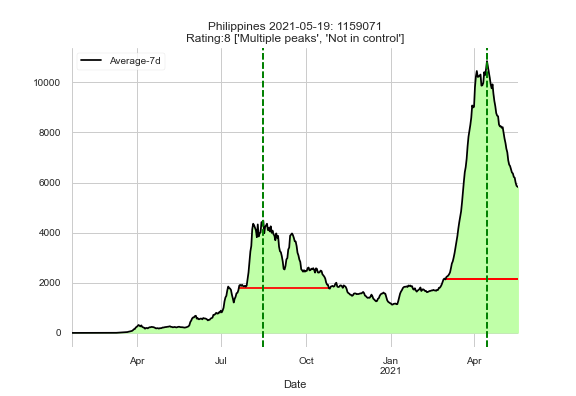 Philippines 2021-05-19: 1159071
Rating:8 ['Multiple peaks', 'Not in control']
Average-7d
10000
8000
6000
4000
2000
0
Apr Jul Oct Jan Apr
2021
Date